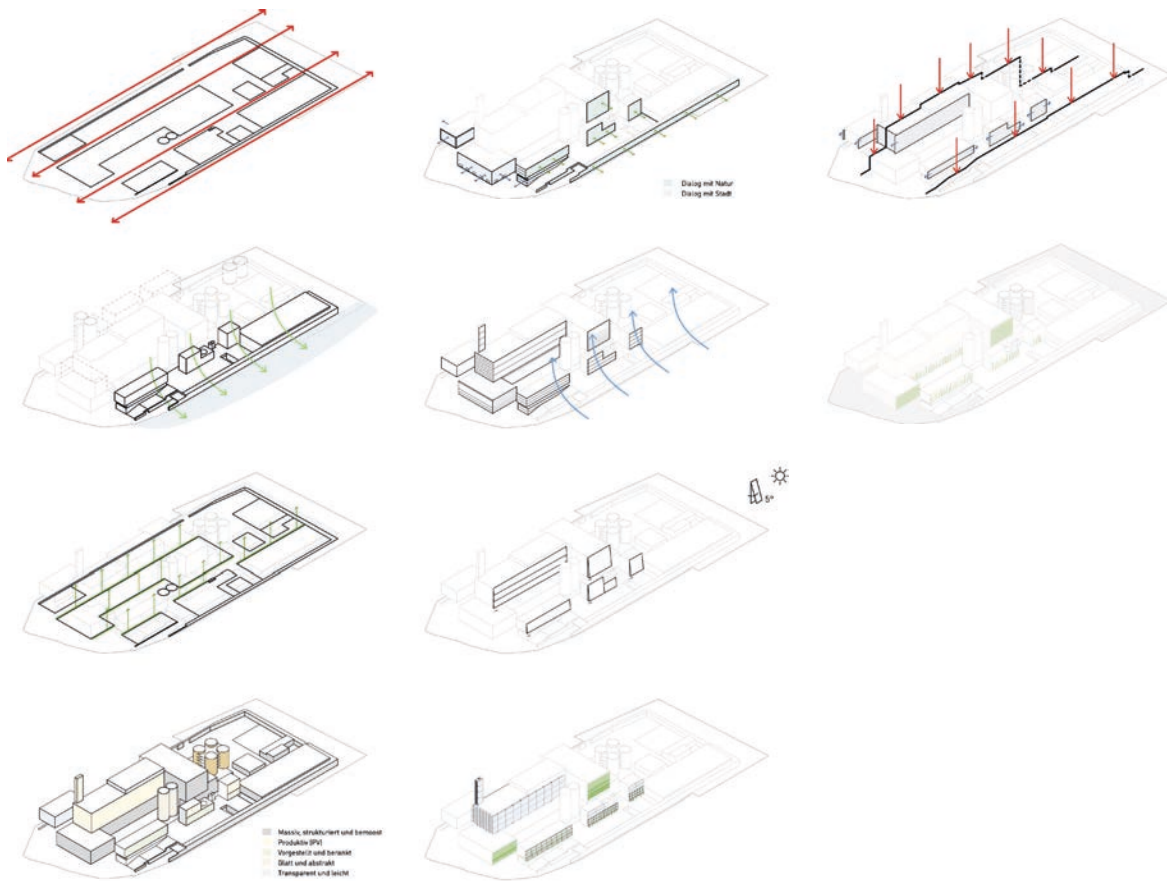 Dialog mit Natur
Dialog mit Stadt
5°
Massiv, strukturiert und bemoost
Produktiv (PV)
Vorgestellt und berankt
Glatt und abstrakt
Transparent und leicht